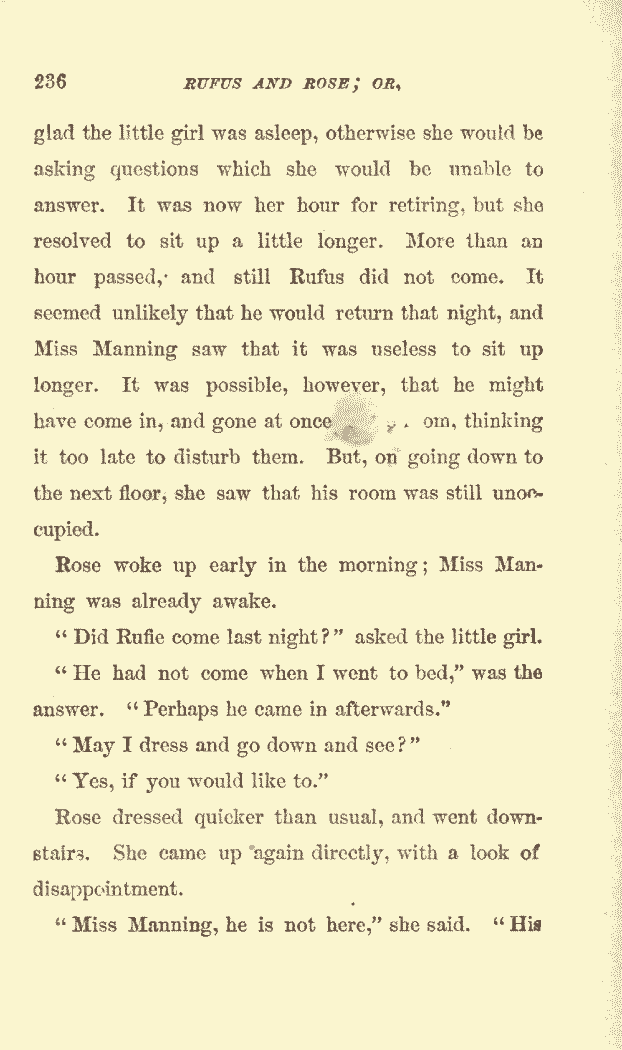 236 RUFUS AND ROSE; OR,
glad the little girl was asleep, otherwise she would be
asking questions which she would be unable to
answer. It was now her hour for retiring, but she
resolved to sit up a little longer. More than an
hour passed, and still Rufus did not come. It
seemed unlikely that he would return that night, and
Miss Manning saw that it was useless to sit up
longer. It was possible, however, that he might
have come in, and gone at once om, thinking
it too late to disturb them. But, on going down to
the next floor, she saw that his room was still unoc-
cupied.
Rose woke up early in the morning; Miss Man-
ning was already awake.
"Did Rufie come last night?" asked the little girl.
"He had not come when I went to bed," was the
answer. "Perhaps he came in afterwards."
"May I dress and go down and see?"
"Yes, if you would like to."
Rose dressed quicker than usual, and went down-
stairs. She came up again directly, with a look of
disappointment.
"Miss Manning, he is not here," she said. "His